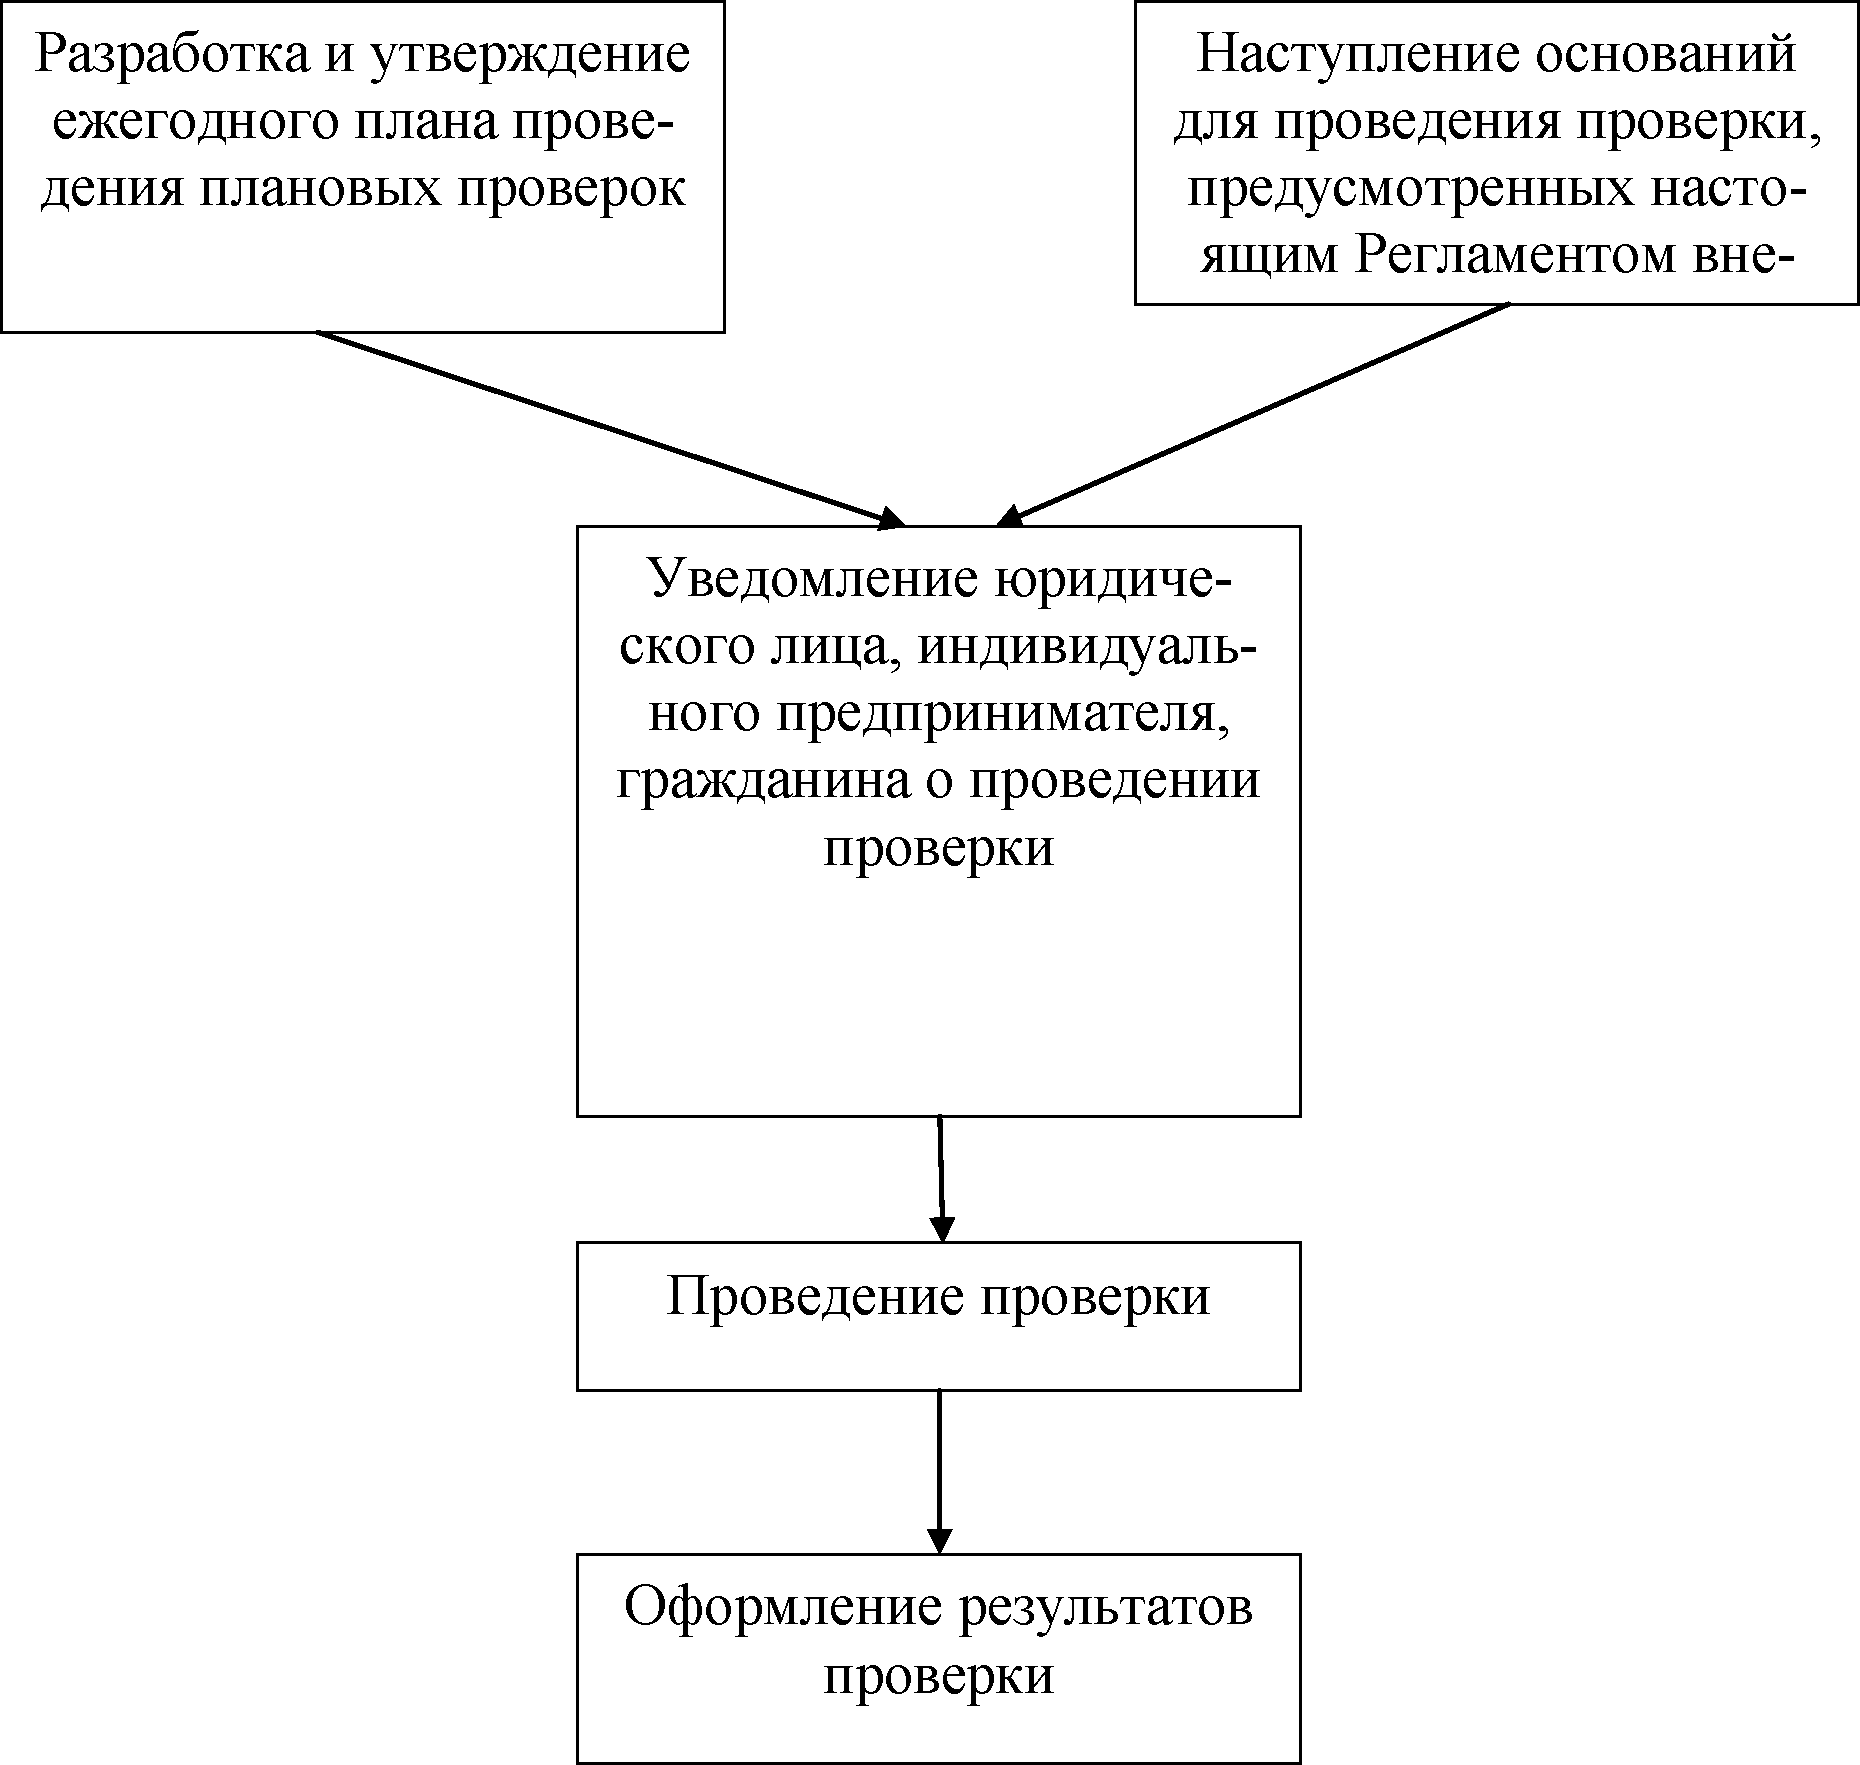 Разработка и утверждение
ежегодного плана прове-
дения плановых проверок
Наступление оснований
для проведения проверки,
предусмотренных насто-
ящим Регламентом вне-
Уведомление юридиче-
ского лица, индивидуаль-
ного предпринимателя,
гражданина о проведении
проверки
Проведение проверки
Оформление результатов
проверки